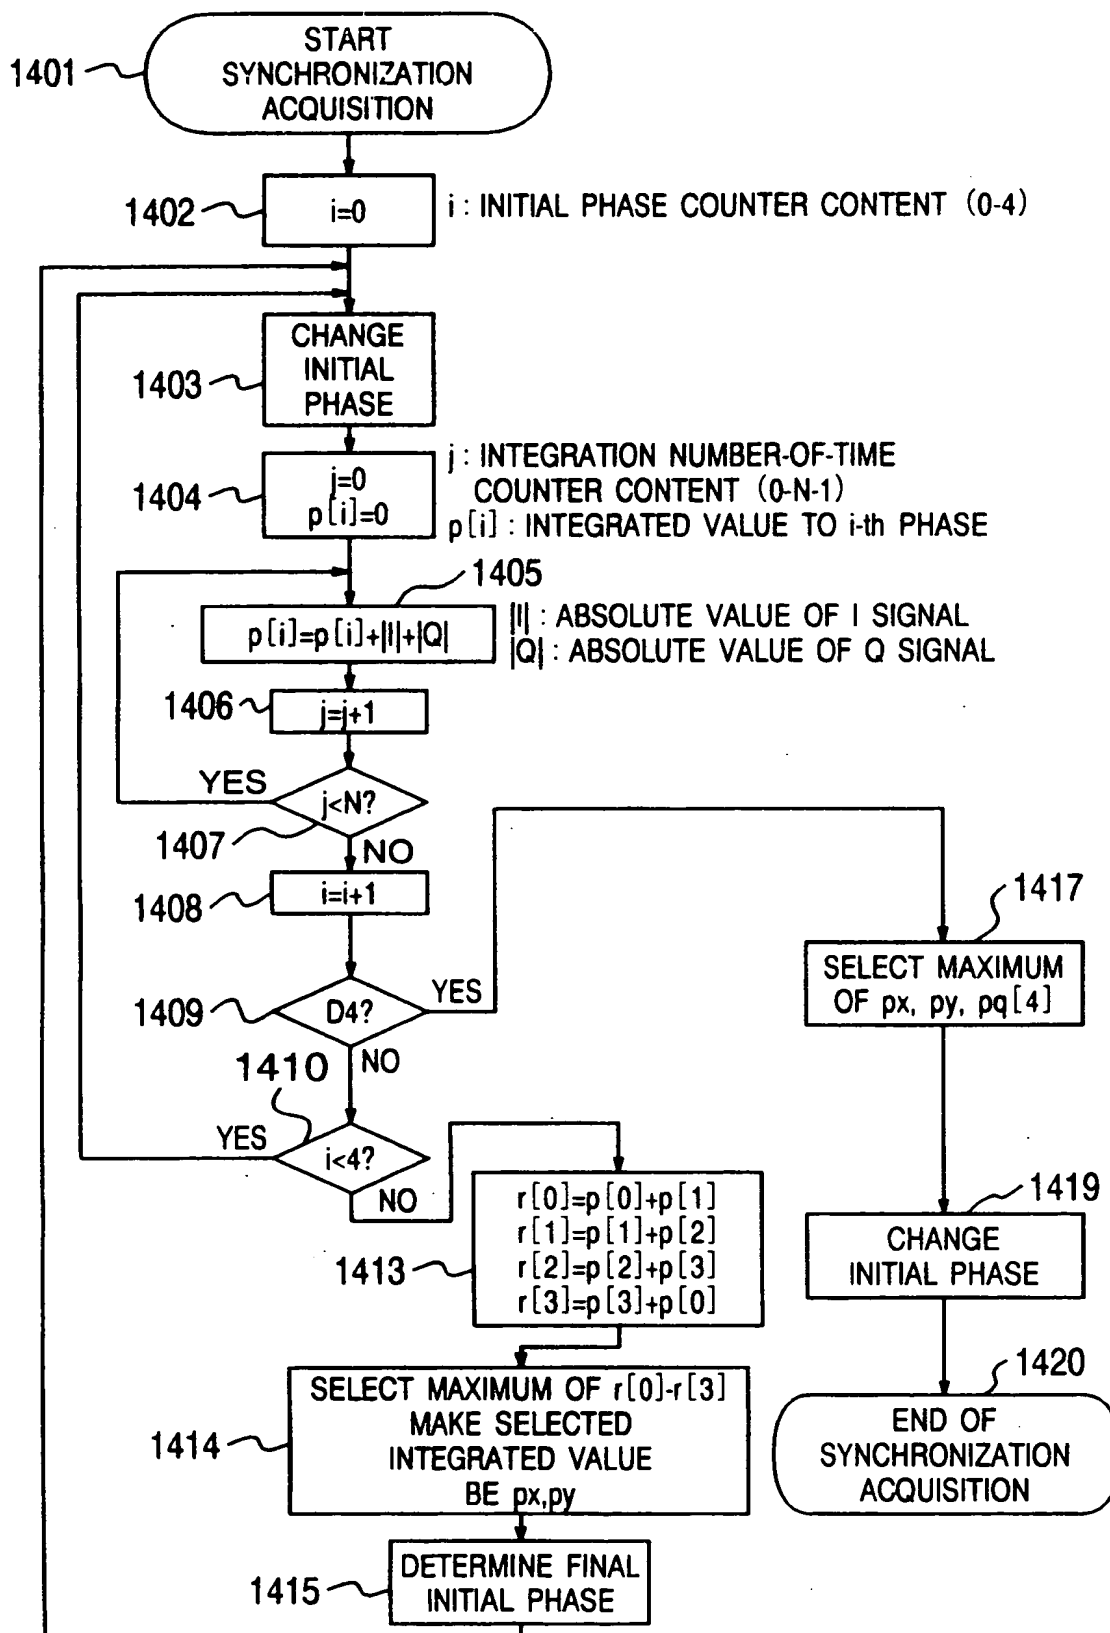 START
SYNCHRONIZATION
ACQUISITION
1401
1402
i=0
i : INITIAL PHASE COUNTER CONTENT (0-4)
CHANGE
INITIAL
PHASE
1403
1404
j=0
p[i]=0
j : INTEGRATION NUMBER-OF-TIME
COUNTER CONTENT (0-N-1)
p[i] : INTEGRATED VALUE TO i-th PHASE
1405
p[i]=p[i]+|I|+|Q|
|I| : ABSOLUTE VALUE OF I SIGNAL
|Q| : ABSOLUTE VALUE OF Q SIGNAL
1406
j=j+1
YES
j<N?
1407
NO
1408
i=i+1
1409
D4?
YES
NO
1410
YES
i<4?
NO
1413
r[0]=p[0]+p[1]
r[1]=p[1]+p[2]
r[2]=p[2]+p[3]
r[3]=p[3]+p[0]
1414
SELECT MAXIMUM OF r[0]-r[3]
MAKE SELECTED
INTEGRATED VALUE
BE px,py
1415
DETERMINE FINAL
INITIAL PHASE
1417
SELECT MAXIMUM
OF px, py, pq[4]
1419
CHANGE
INITIAL PHASE
1420
END OF
SYNCHRONIZATION
ACQUISITION